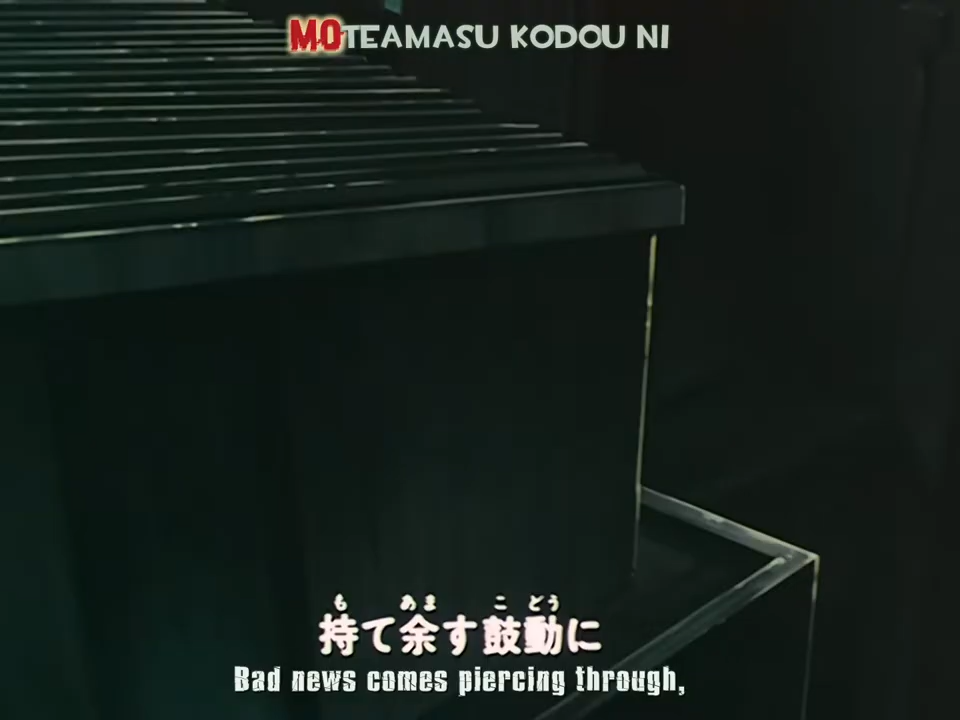 MOTEAMASU KODOU NI
も あま こ どう
持て余す鼓動に
Bad news comes piercing through,